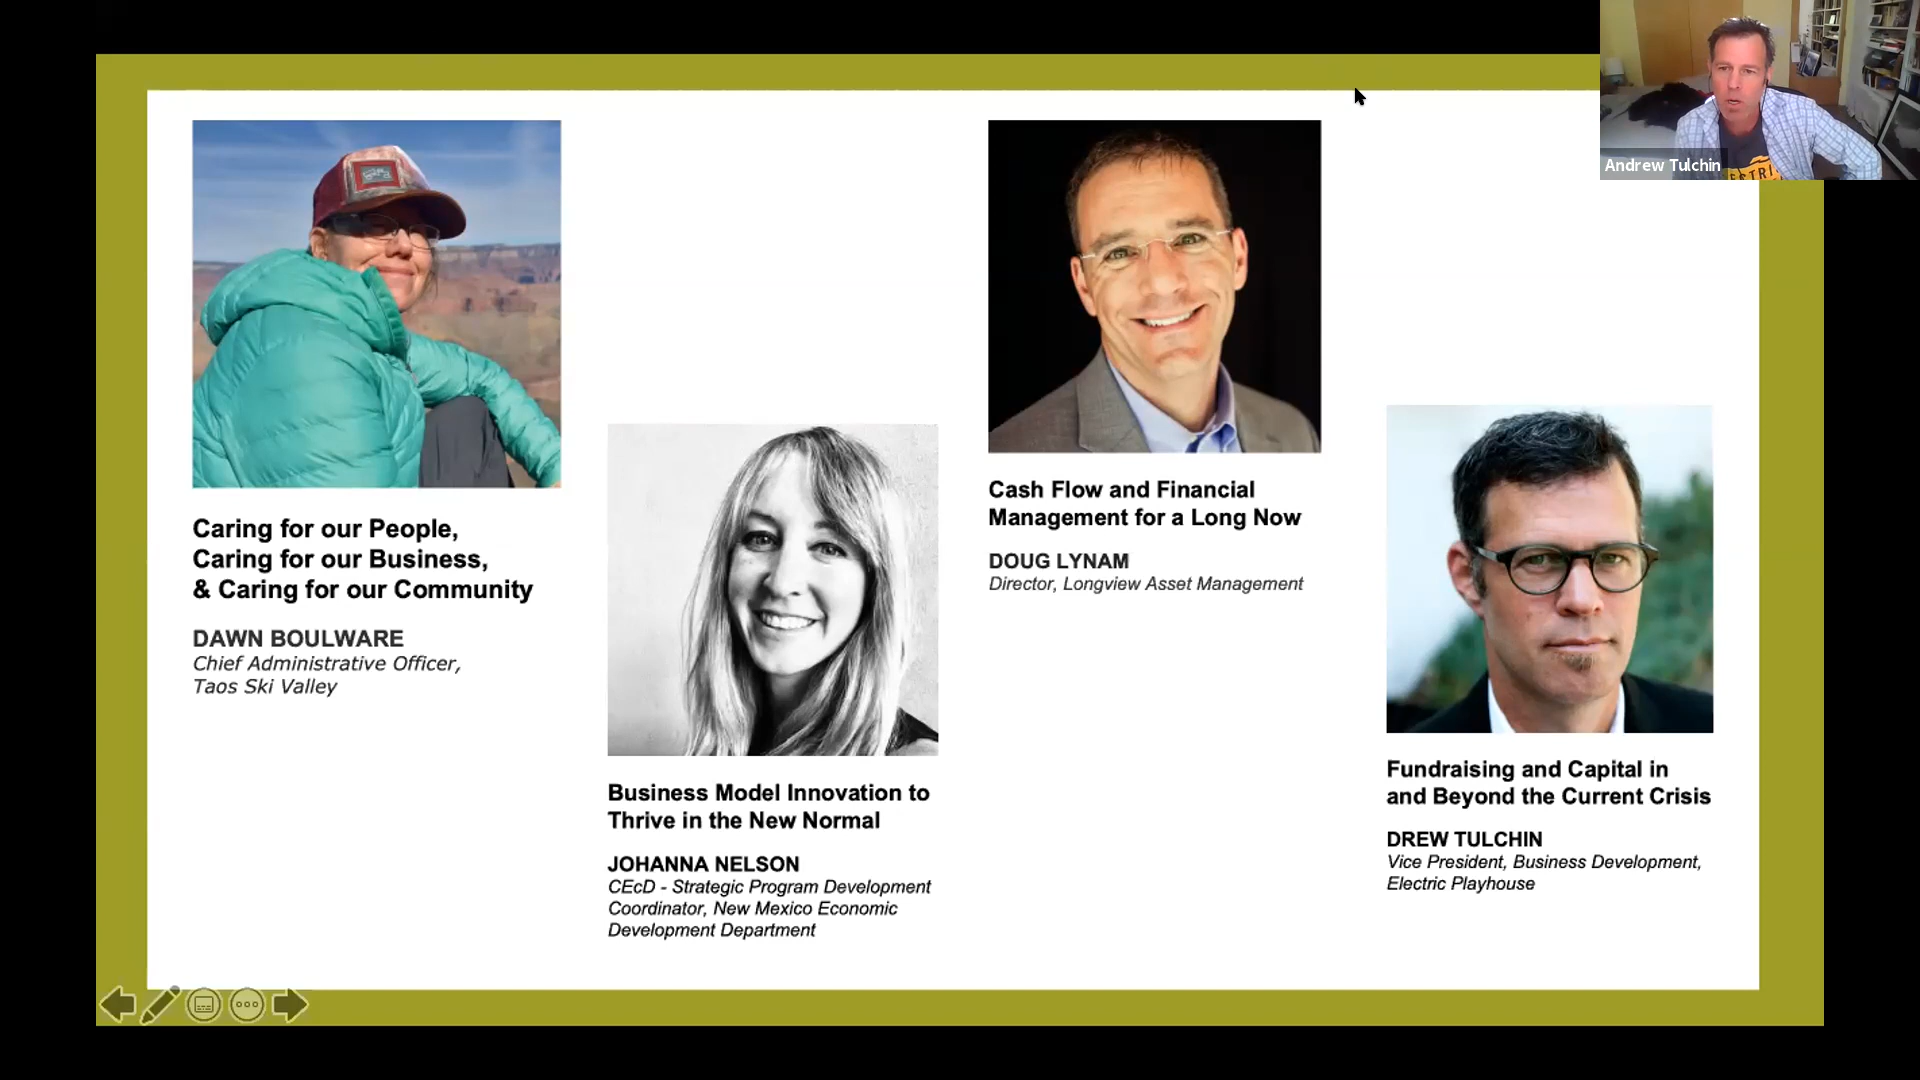 Andrew Tulchin
Caring for our People,
Caring for our Business,
& Caring for our Community
DAWN BOULWARE
Chief Administrative Officer,
Taos Ski Valley
Business Model Innovation to
Thrive in the New Normal
JOHANNA NELSON
CEcD - Strategic Program Development
Coordinator, New Mexico Economic
Development Department
Cash Flow and Financial
Management for a Long Now
DOUG LYNAM
Director, Longview Asset Management
Fundraising and Capital in
and Beyond the Current Crisis
DREW TULCHIN
Vice President, Business Development,
Electric Playhouse